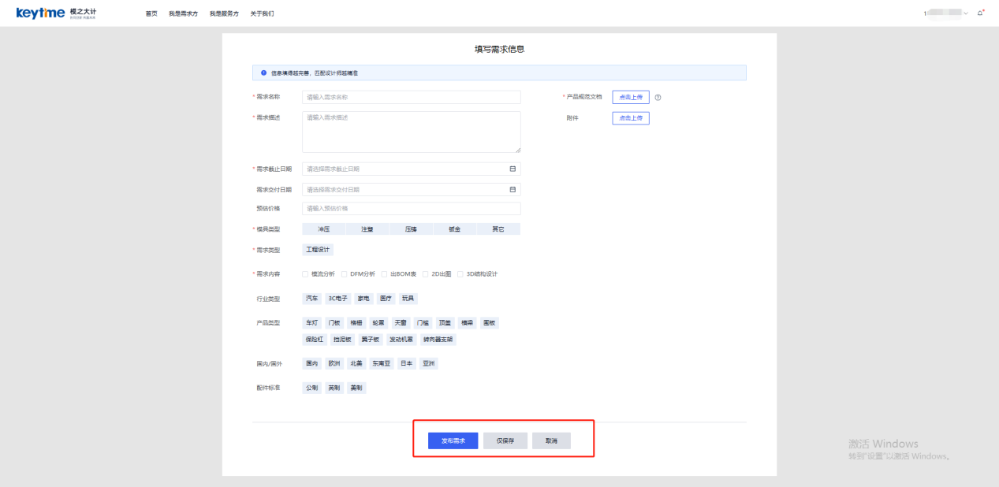 keytime 模之大计
首页 我是需求方 我是服务方 关于我们
1
填写需求信息
信息填得越完善，匹配设计师越精准
* 需求名称 请输入需求名称
* 产品规范文档 点击上传
* 需求描述 请输入需求描述
附件 点击上传
* 需求截止日期 请选择需求截止日期
需求交付日期 请选择需求交付日期
预估价格 请输入预估价格
* 模具类型 冲压 注塑 压铸 钣金 其它
* 需求类型 工程设计
* 需求内容 模流分析 DFM分析 出BOM表 2D出图 3D结构设计
行业类型 汽车 3C电子 家电 医疗 玩具
产品类型 车灯 门板 格栅 轮罩 天窗 门槛 顶盖 横梁 围板
保险杠 挡泥板 翼子板 发动机罩 转向器支架
国内/国外 国内 欧洲 北美 东南亚 日本 亚洲
配件标准 公制 英制 美制
发布需求 仅保存 取消
激活 Windows
转到"设置"以激活 Windows。